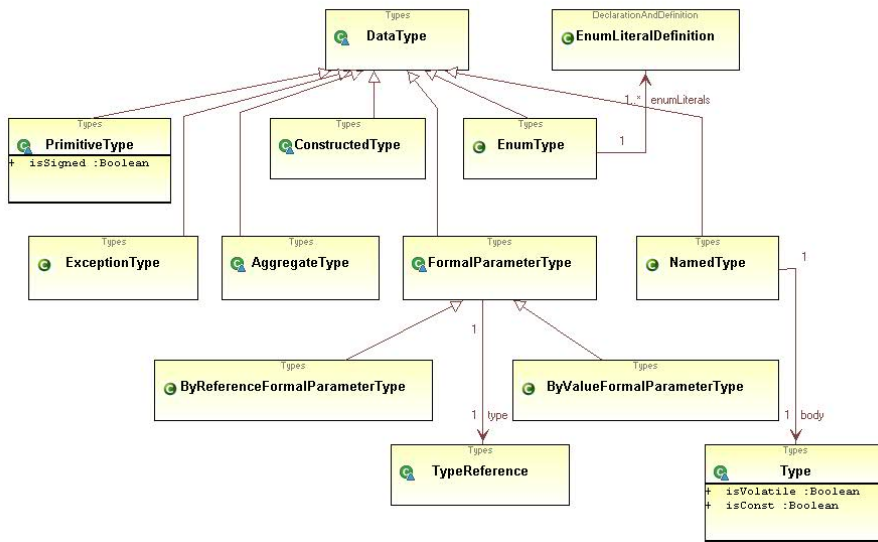 Types
DataType
DeclarationAndDefinition
EnumLiteralDefinition
1..* enumLiterals
Types
PrimitiveType
+ isSigned :Boolean
Types
ConstructedType
Types
EnumType
1
Types
ExceptionType
Types
AggregateType
Types
FormalParameterType
Types
NamedType
1
1
Types
ByReferenceFormalParameterType
Types
ByValueFormalParameterType
1 type
1 body
Types
TypeReference
Types
Type
+ isVolatile :Boolean
+ isConst :Boolean